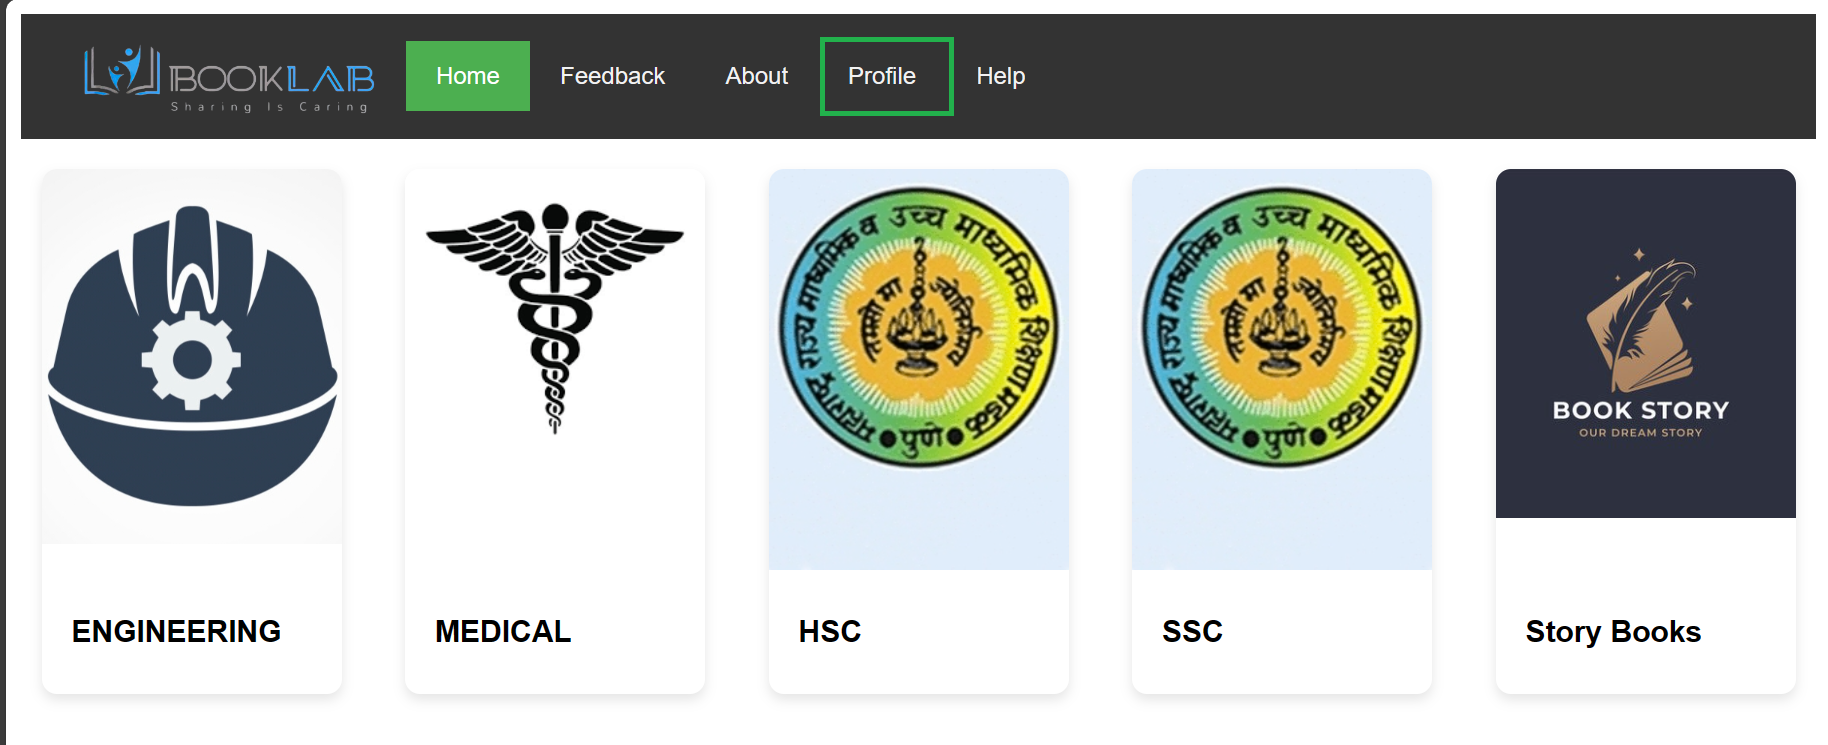 BOOKLAB
Sharing Is Caring
Home
Feedback
About
Profile
Help
महाराष्ट्र राज्य माध्यमिक व उच्च माध्यमिक शिक्षण मंडळ
पुणे
तमसो मा ज्योतिर्गमय
ENGINEERING
MEDICAL
HSC
महाराष्ट्र राज्य माध्यमिक व उच्च माध्यमिक शिक्षण मंडळ
पुणे
तमसो मा ज्योतिर्गमय
SSC
BOOK STORY
OUR DREAM STORY
Story Books